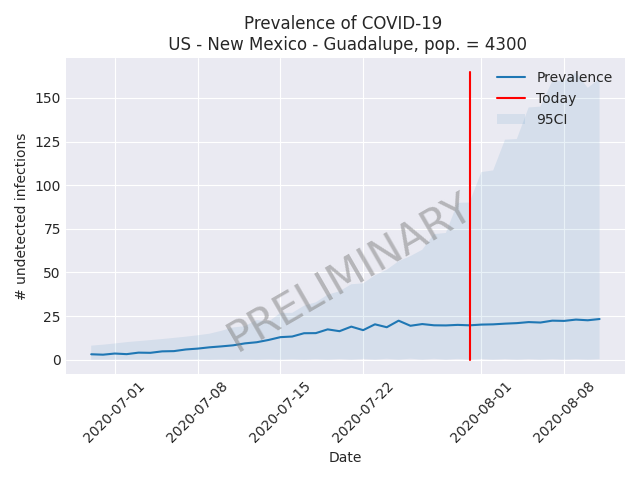 Prevalence of COVID-19
US - New Mexico - Guadalupe, pop. = 4300
Prevalence
Today
95CI
PRELIMINARY
# undetected infections
150
125
100
75
50
25
0
2020-07-01
2020-07-08
2020-07-15
2020-07-22
2020-08-01
2020-08-08
Date